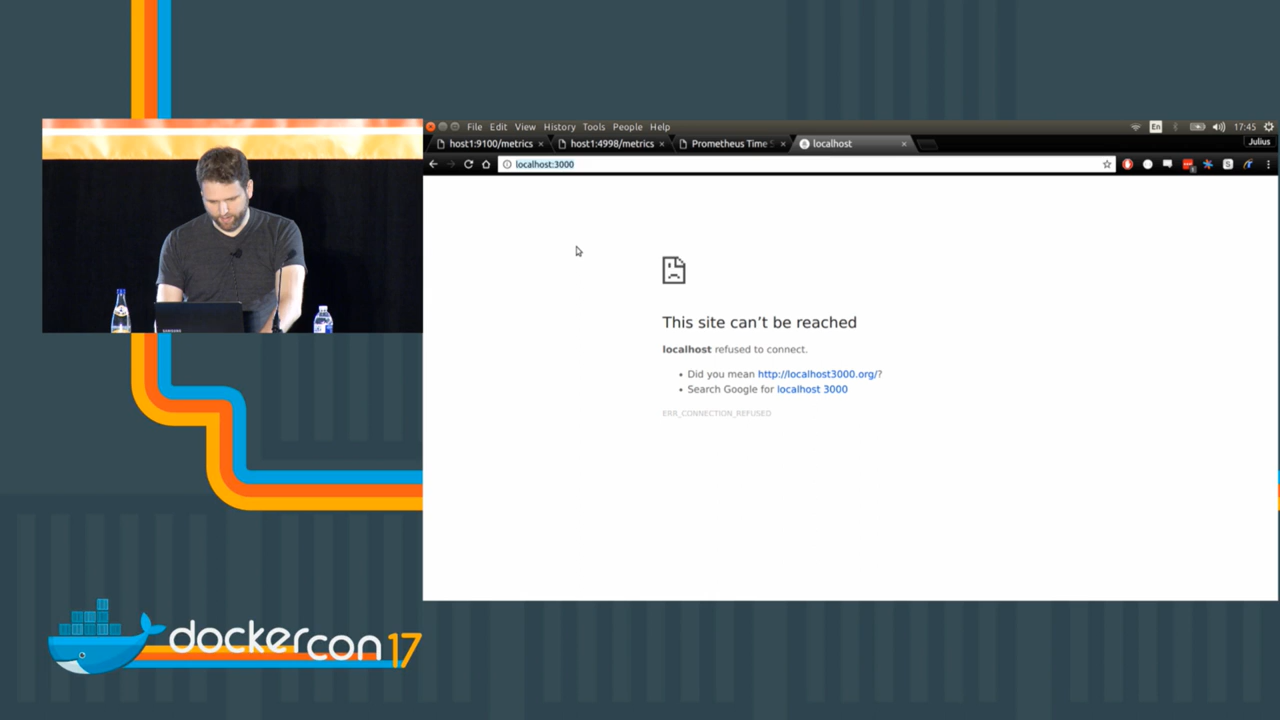 File Edit View History Tools People Help
En
17:45
host1:9100/metrics
host1:4998/metrics
Prometheus Time S
localhost
Julius
localhost:3000
S
This site can't be reached
localhost refused to connect.
Did you mean http://localhost3000.org/?
Search Google for localhost 3000
ERR_CONNECTION_REFUSED
SAMSUNG
dockercon17